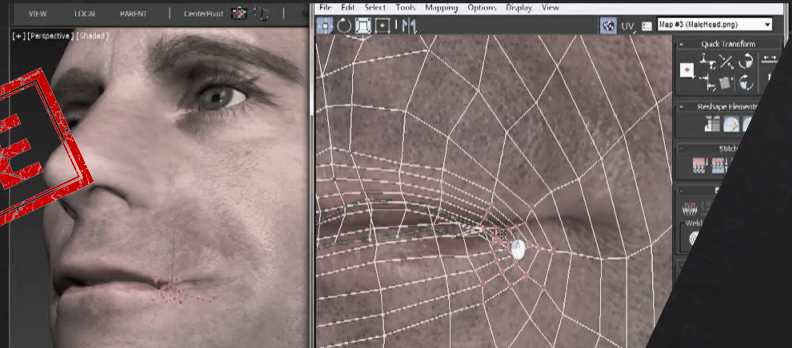 VIEW LOCAL PARENT CenterPivot
[+][Perspective][Shaded]
File Edit Select Tools Mapping Options Display View
UV Map #3 (MaleHead.png)
Quick Transform
Reshape Elements
Stitch
Weld
E